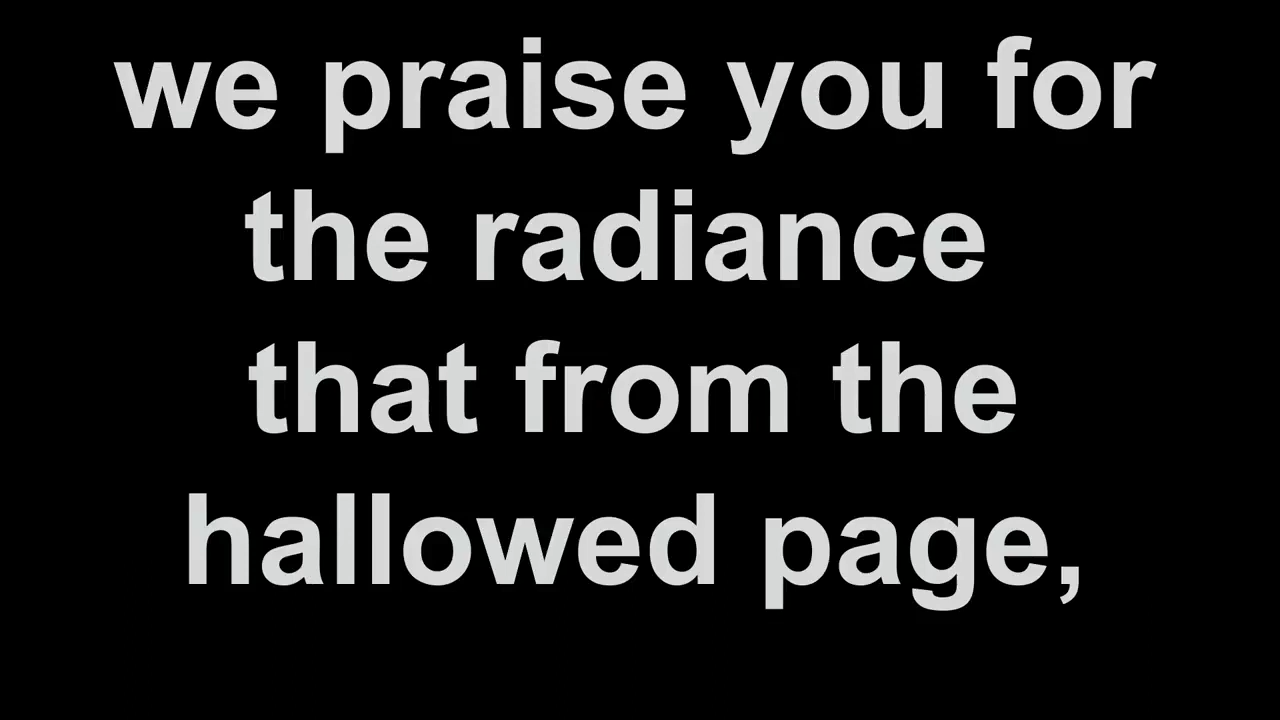 we praise you for
the radiance
that from the
hallowed page,